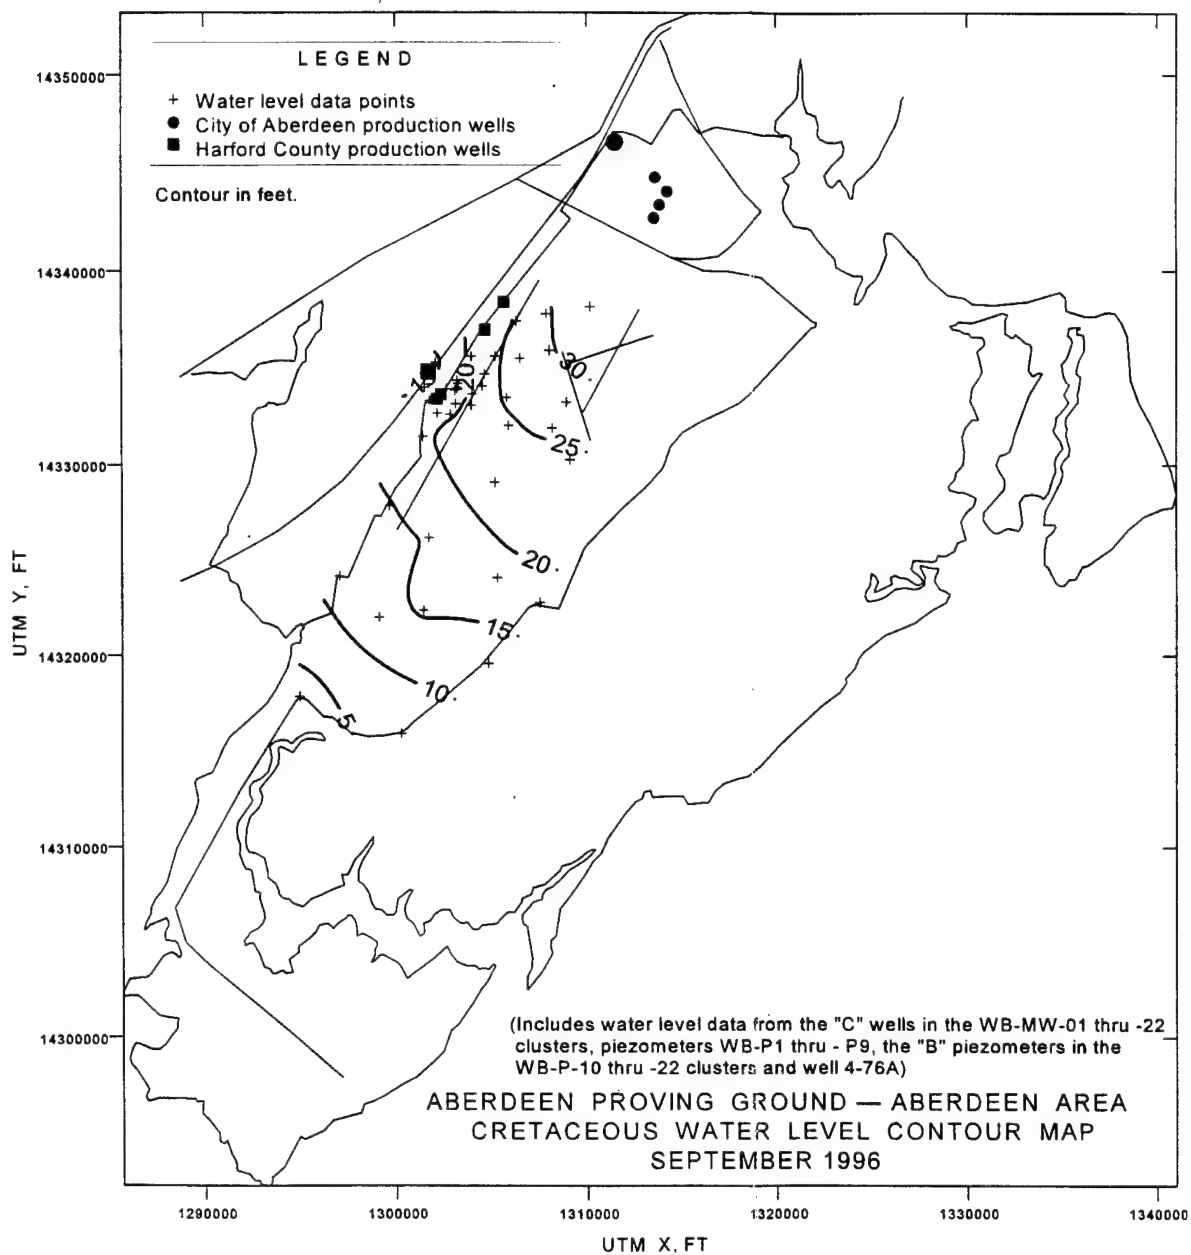 LEGEND
+ Water level data points
● City of Aberdeen production wells
■ Harford County production wells
Contour in feet.
14350000
14340000
14330000
14320000
14310000
14300000
UTM Y, FT
20
30.
25.
20.
15.
10.
5
(Includes water level data from the "C" wells in the WB-MW-01 thru -22
clusters, piezometers WB-P1 thru - P9, the "B" piezometers in the
WB-P-10 thru -22 clusters and well 4-76A)
ABERDEEN PROVING GROUND — ABERDEEN AREA
CRETACEOUS WATER LEVEL CONTOUR MAP
SEPTEMBER 1996
1290000
1300000
1310000
1320000
1330000
1340000
UTM X, FT